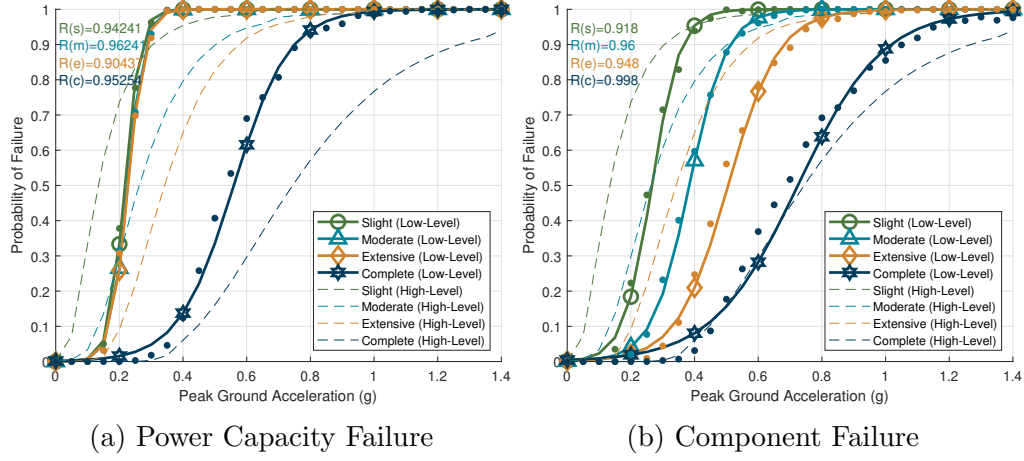 R(s)=0.94241
R(m)=0.96241
R(e)=0.90437
R(c)=0.95254
Probability of Failure
1
0.9
0.8
0.7
0.6
0.5
0.4
0.3
0.2
0.1
0
0 0.2 0.4 0.6 0.8 1 1.2 1.4
Peak Ground Acceleration (g)
Slight (Low-Level)
Moderate (Low-Level)
Extensive (Low-Level)
Complete (Low-Level)
Slight (High-Level)
Moderate (High-Level)
Extensive (High-Level)
Complete (High-Level)
(a) Power Capacity Failure
R(s)=0.918
R(m)=0.96
R(e)=0.948
R(c)=0.998
Probability of Failure
1
0.9
0.8
0.7
0.6
0.5
0.4
0.3
0.2
0.1
0
0 0.2 0.4 0.6 0.8 1 1.2 1.4
Peak Ground Acceleration (g)
Slight (Low-Level)
Moderate (Low-Level)
Extensive (Low-Level)
Complete (Low-Level)
Slight (High-Level)
Moderate (High-Level)
Extensive (High-Level)
Complete (High-Level)
(b) Component Failure